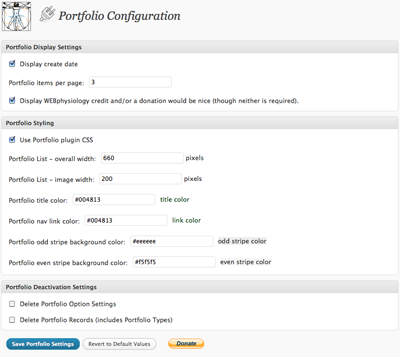 Portfolio Configuration
Portfolio Display Settings
Display create date
Portfolio items per page: 3
Display WEBphysiology credit and/or a donation would be nice (though neither is required).
Portfolio Styling
Use Portfolio plugin CSS
Portfolio List - overall width: 660 pixels
Portfolio List - image width: 200 pixels
Portfolio title color: #004813 title color
Portfolio nav link color: #004813 link color
Portfolio odd stripe background color: #eeeeee odd stripe color
Portfolio even stripe background color: #f5f5f5 even stripe color
Portfolio Deactivation Settings
Delete Portfolio Option Settings
Delete Portfolio Records (includes Portfolio Types)
Save Portfolio Settings Revert to Default Values Donate